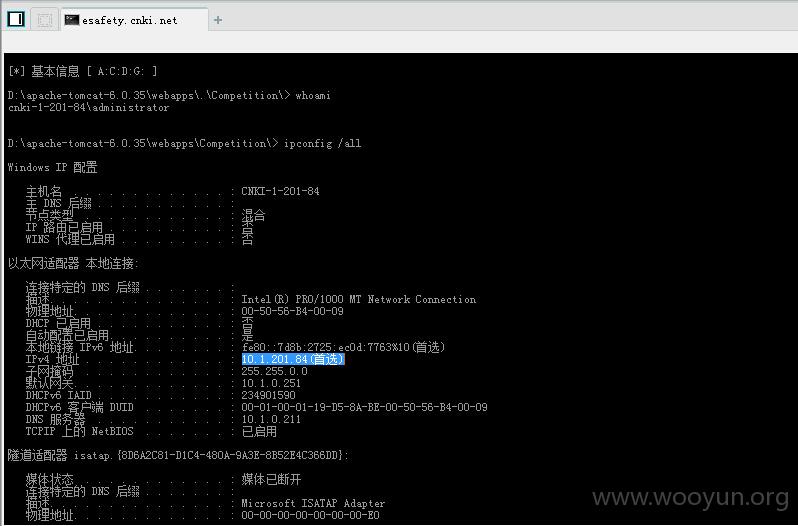 esafety.cnki.net
[*] 基本信息 [ A:C:D:G: ]
D:\apache-tomcat-6.0.35\webapps\.\Competition\> whoami
cnki-1-201-84\administrator
D:\apache-tomcat-6.0.35\webapps\Competition\> ipconfig /all
Windows IP 配置
主机名 . . . . . . . . . . . . . : CNKI-1-201-84
主 DNS 后缀 . . . . . . . . . . . :
节点类型 . . . . . . . . . . . . : 混合
IP 路由已启用 . . . . . . . . . . : 否
WINS 代理已启用 . . . . . . . . . : 否
以太网适配器 本地连接:
连接特定的 DNS 后缀 . . . . . . . :
描述. . . . . . . . . . . . . . . : Intel(R) PRO/1000 MT Network Connection
物理地址. . . . . . . . . . . . . : 00-50-56-B4-00-09
DHCP 已启用 . . . . . . . . . . . : 否
自动配置已启用. . . . . . . . . . : 是
本地链接 IPv6 地址. . . . . . . . : fe80::7d8b:2725:ec0d:7763%10(首选)
IPv4 地址 . . . . . . . . . . . . : 10.1.201.84(首选)
子网掩码 . . . . . . . . . . . . : 255.255.0.0
默认网关. . . . . . . . . . . . . : 10.1.0.251
DHCPv6 IAID . . . . . . . . . . . : 234901590
DHCPv6 客户端 DUID . . . . . . . : 00-01-00-01-19-D5-8A-BE-00-50-56-B4-00-09
DNS 服务器 . . . . . . . . . . . : 10.1.0.211
TCPIP 上的 NetBIOS . . . . . . . : 已启用
隧道适配器 isatap.{8D6A2C81-D1C4-480A-9A3E-8B52E4C366DD}:
媒体状态 . . . . . . . . . . . . : 媒体已断开
连接特定的 DNS 后缀 . . . . . . . :
描述. . . . . . . . . . . . . . . : Microsoft ISATAP Adapter
物理地址. . . . . . . . . . . . . : 00-00-00-00-00-00-00-E0
www.wooyun.org